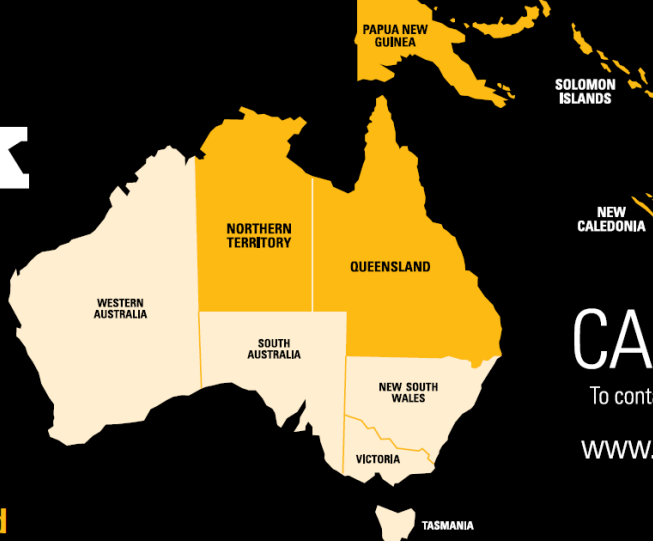 PAPUA NEW
GUINEA
SOLOMON
ISLANDS
NEW
CALEDONIA
NORTHERN
TERRITORY
QUEENSLAND
WESTERN
AUSTRALIA
SOUTH
AUSTRALIA
NEW SOUTH
WALES
VICTORIA
TASMANIA
CA
To conta
www.